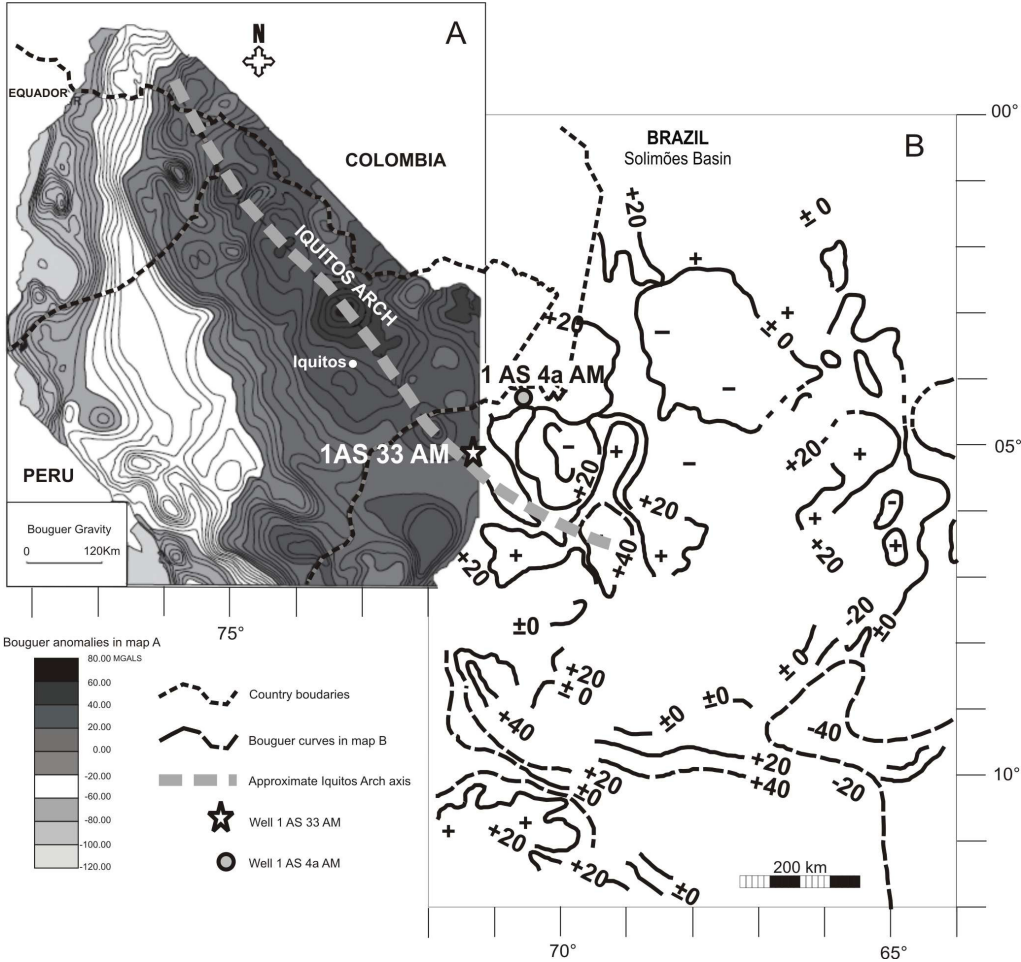 A
N
EQUADOR
COLOMBIA
IQUITOS ARCH
Iquitos
1AS 33 AM
PERU
Bouguer Gravity
0 120Km
75°
B
00°
BRAZIL
Solimões Basin
+20
± 0
+
+
±0
−
−
+20
1 AS 4a AM
05°
−
+
−
+20
+20
+
+20
−
+
+
+20
+40
+
+
+20
±0
-20
±0
±0
+20
± 0
+40
±0
±0
-40
+20
+40
-20
+20
±0
10°
+
+
+20
+20
±0
200 km
70°
65°
Bouguer anomalies in map A
80.00 MGALS
60.00
40.00
20.00
0.00
-20.00
-60.00
-80.00
-100.00
-120.00
Country boudaries
Bouguer curves in map B
Approximate Iquitos Arch axis
Well 1 AS 33 AM
Well 1 AS 4a AM